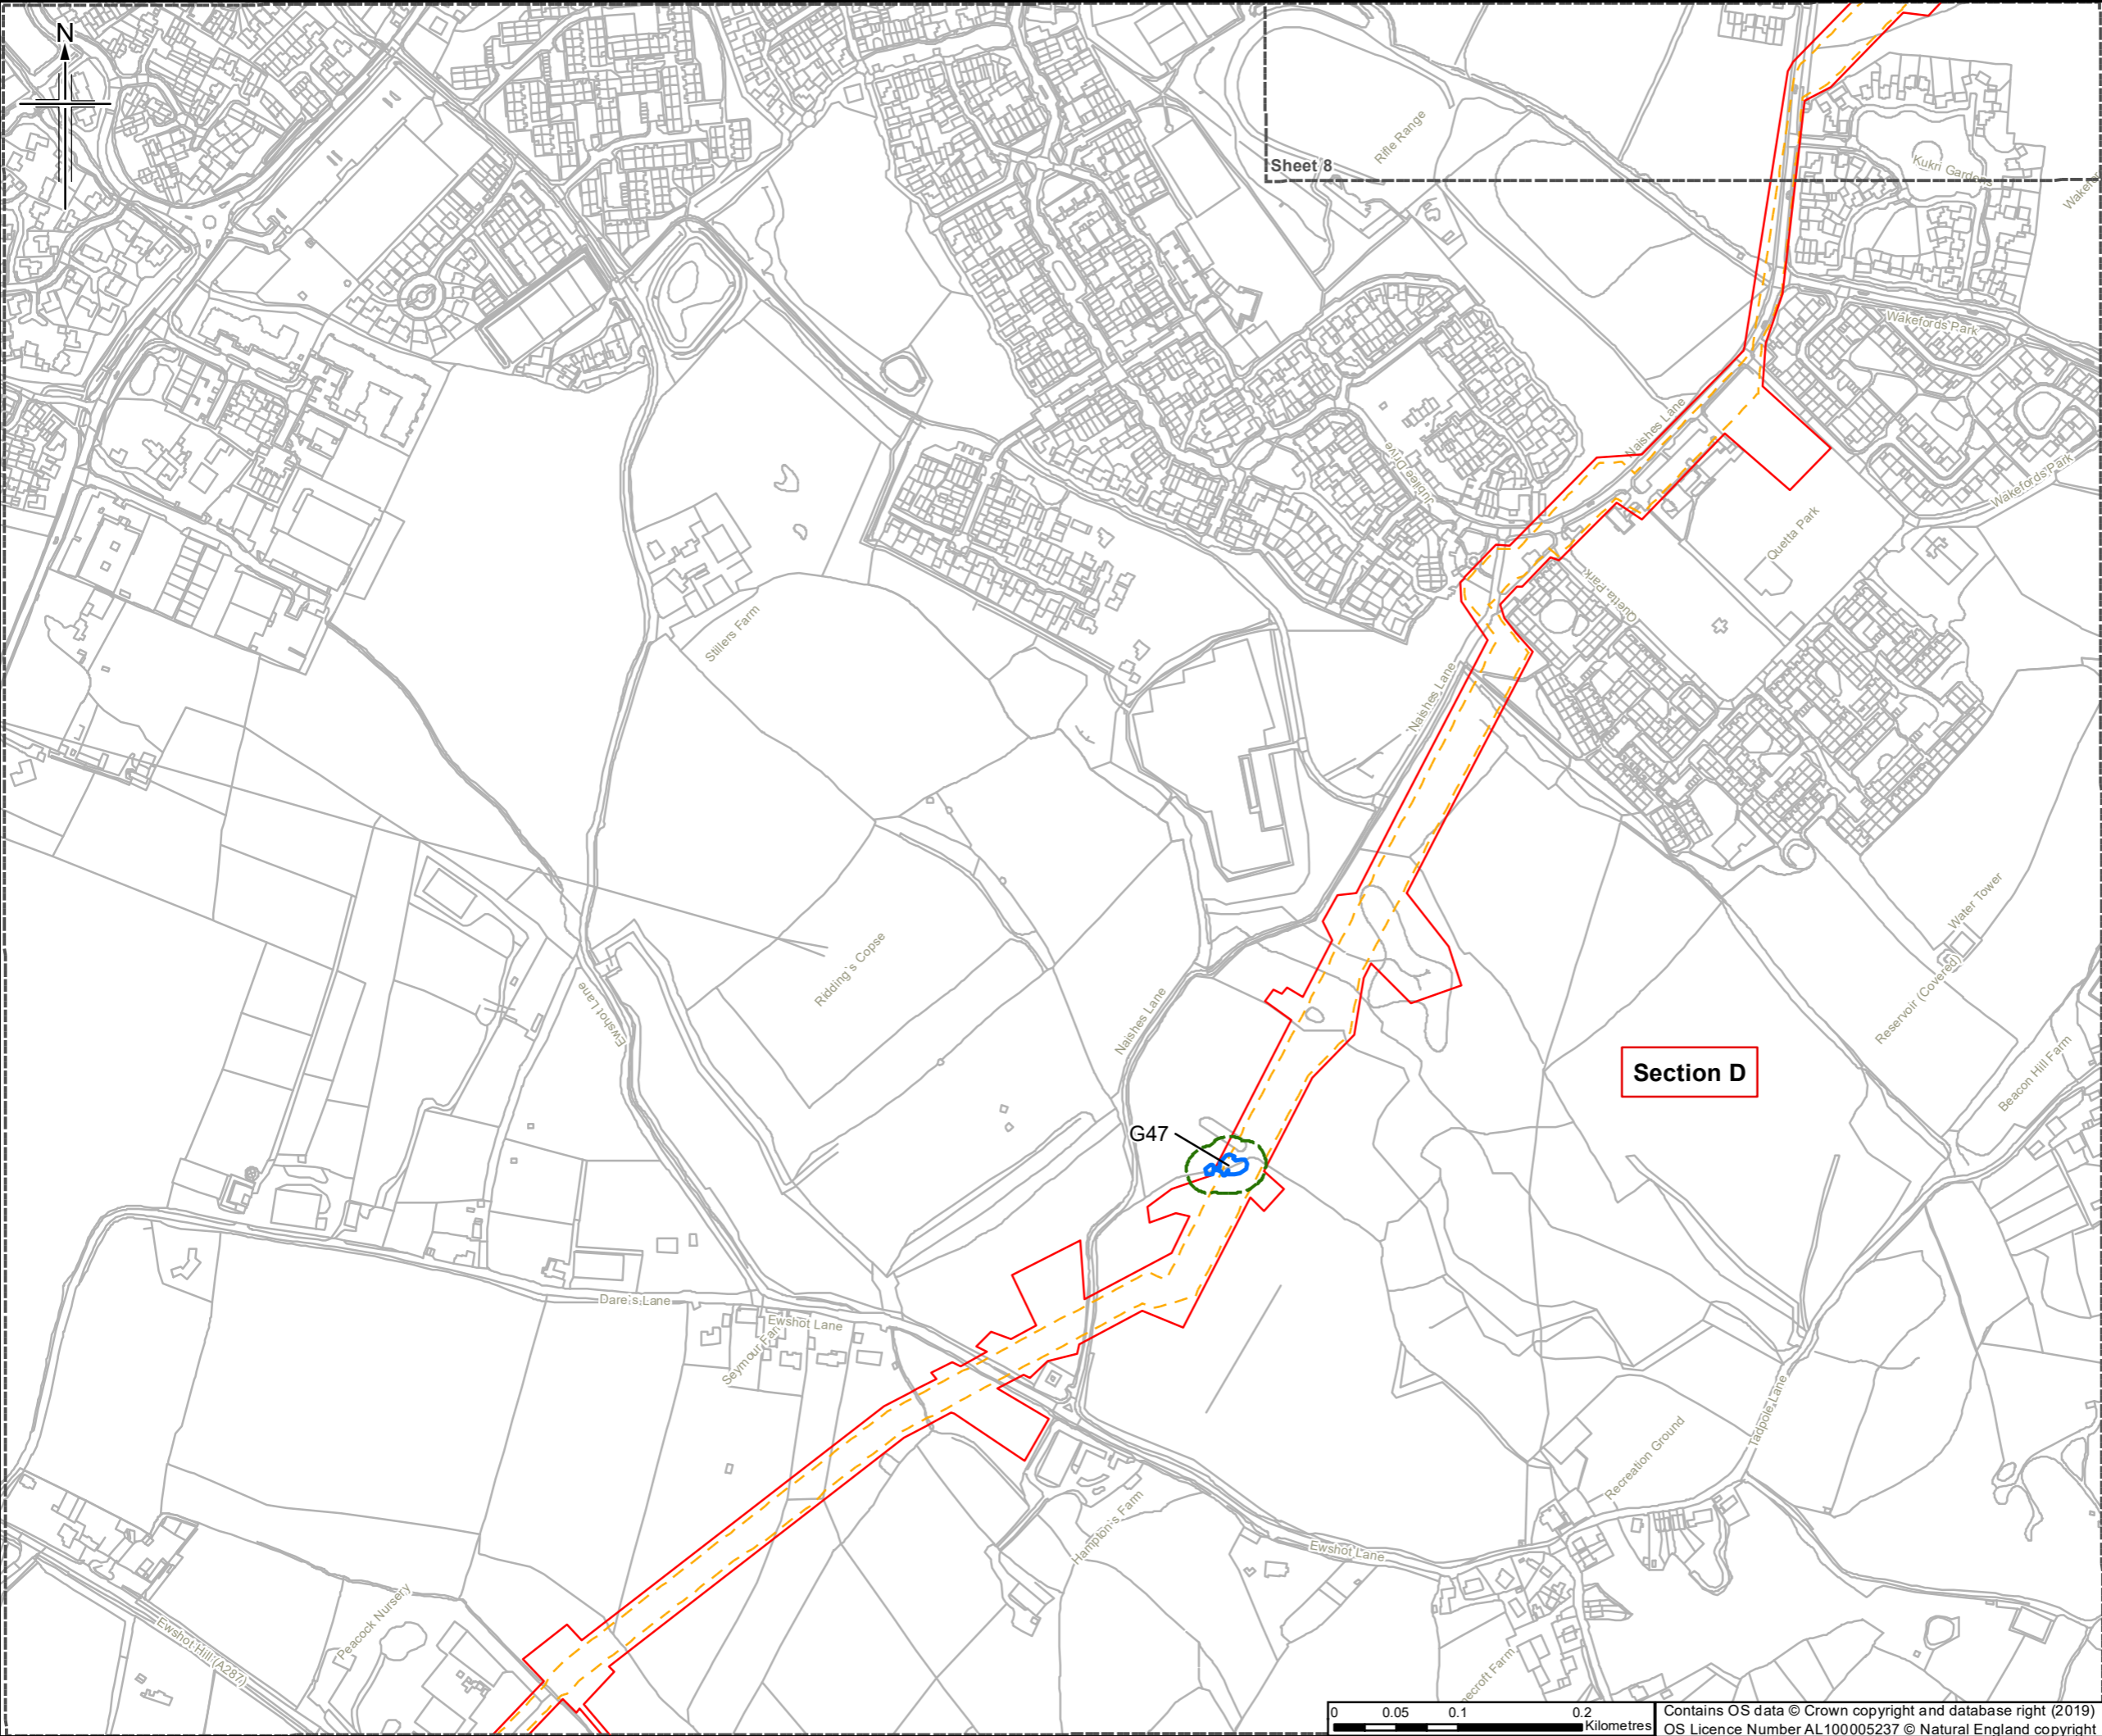 N
Sheet 8
Rifle Range
Kukri Gardens
Wakefords Park
Naishes Lane
Jubilee Drive
Wakefords Park
Quetta Park
Quetta Park
Stillers Farm
Naishes Lane
Water Tower
Reservoir (Covered)
Ridding's Copse
Ewshot Lane
Naishes Lane
Beacon Hill Farm
Section D
G47
Dare's Lane
Ewshot Lane
Tadpole Lane
Recreation Ground
Hampton's Farm
Ewshot Lane
Peacock Nursery
Ewshot Hill (A287)
0 0.05 0.1 0.2
Kilometres
Contains OS data © Crown copyright and database right (2019)
OS Licence Number AL100005237 © Natural England copyright